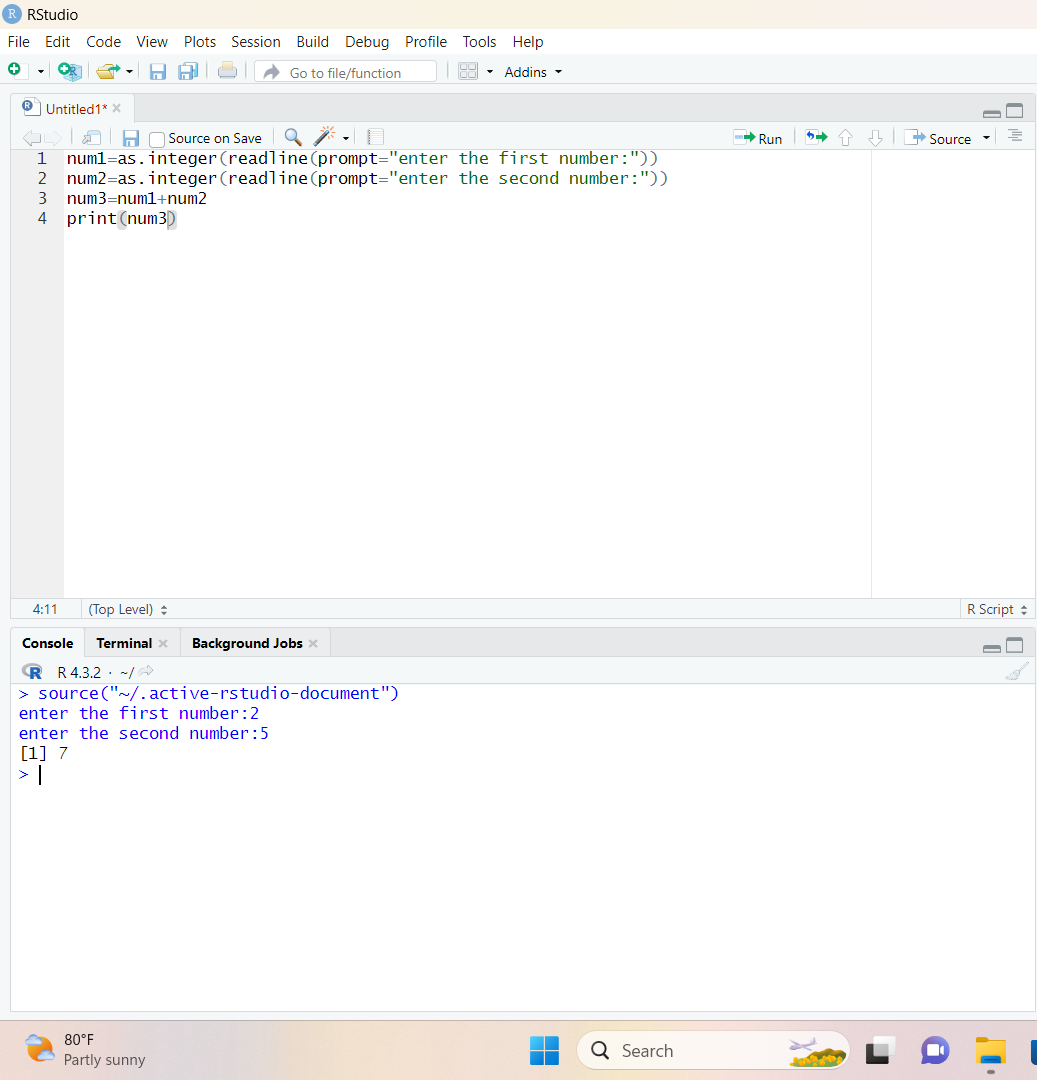 R RStudio
File Edit Code View Plots Session Build Debug Profile Tools Help
Go to file/function Addins
Untitled1*
Source on Save Run Source
1 num1=as.integer(readline(prompt="enter the first number:"))
2 num2=as.integer(readline(prompt="enter the second number:"))
3 num3=num1+num2
4 print(num3)
4:11 (Top Level) R Script
Console Terminal Background Jobs
R R 4.3.2 · ~/
> source("~/.active-rstudio-document")
enter the first number:2
enter the second number:5
[1] 7
>
80°F
Partly sunny
Search